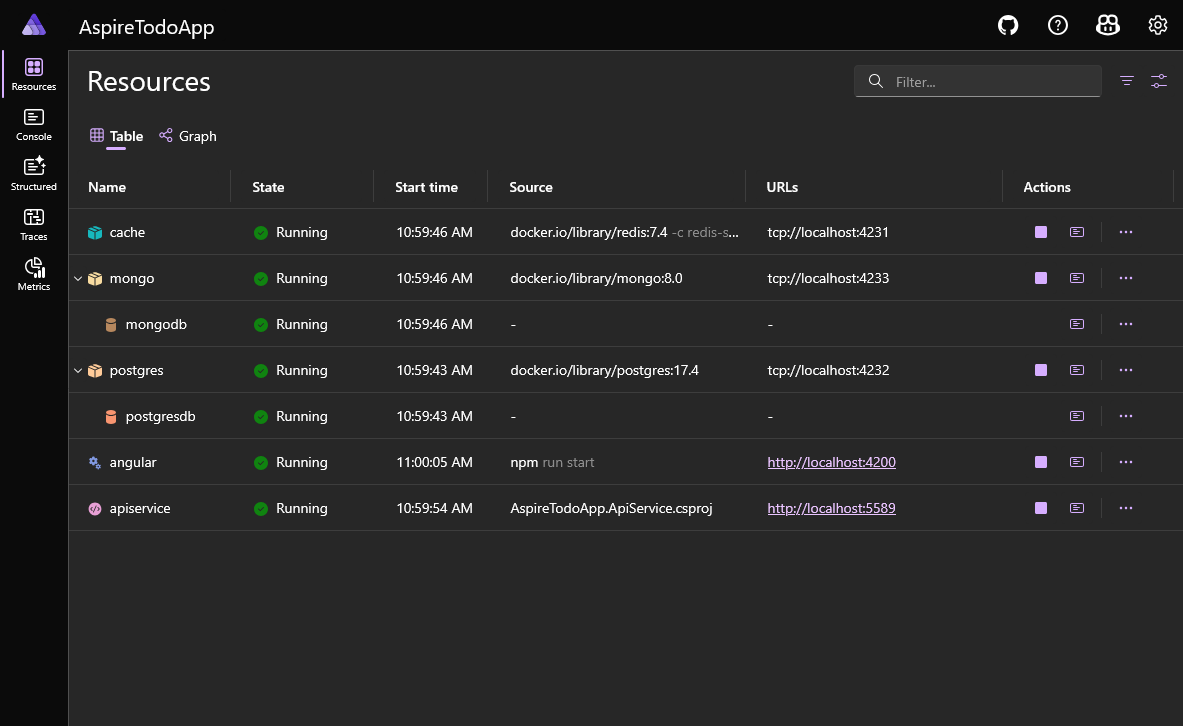 AspireTodoApp
Resources
Console
Structured
Traces
Metrics
Resources
Filter...
Table Graph
Name State Start time Source URLs Actions
cache Running 10:59:46 AM docker.io/library/redis:7.4 -c redis-s... tcp://localhost:4231
mongo Running 10:59:46 AM docker.io/library/mongo:8.0 tcp://localhost:4233
mongodb Running 10:59:46 AM - -
postgres Running 10:59:43 AM docker.io/library/postgres:17.4 tcp://localhost:4232
postgresdb Running 10:59:43 AM - -
angular Running 11:00:05 AM npm run start http://localhost:4200
apiservice Running 10:59:54 AM AspireTodoApp.ApiService.csproj http://localhost:5589